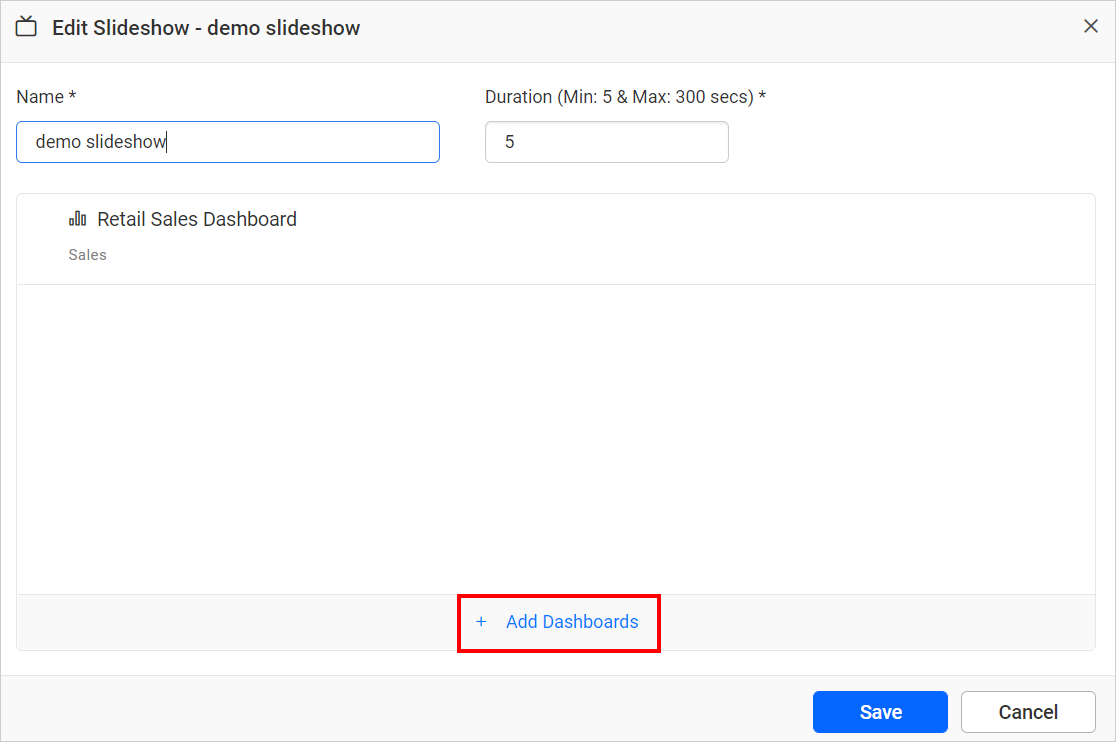 Edit Slideshow - demo slideshow
Name * Duration (Min: 5 & Max: 300 secs) *
demo slideshow 5
Retail Sales Dashboard
Sales
+ Add Dashboards
Save Cancel